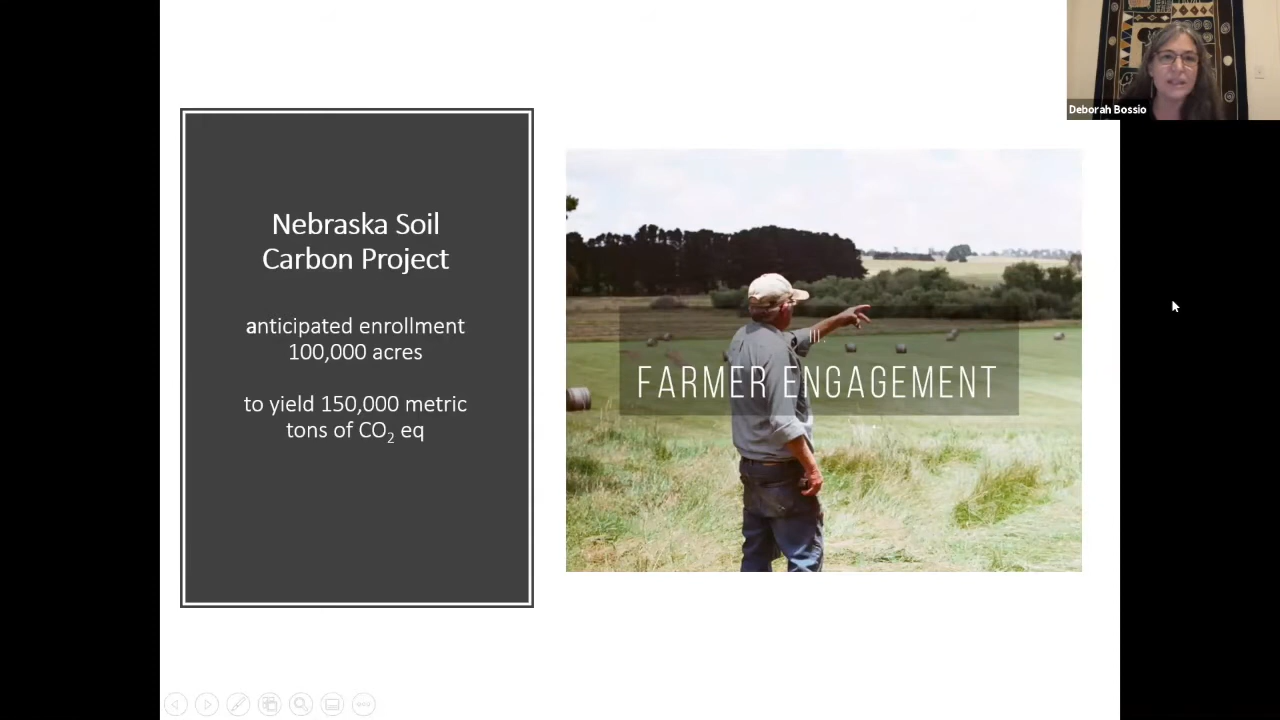 Deborah Bossio
Nebraska Soil
Carbon Project
anticipated enrollment
100,000 acres
to yield 150,000 metric
tons of CO₂ eq
III.
FARMER ENGAGEMENT